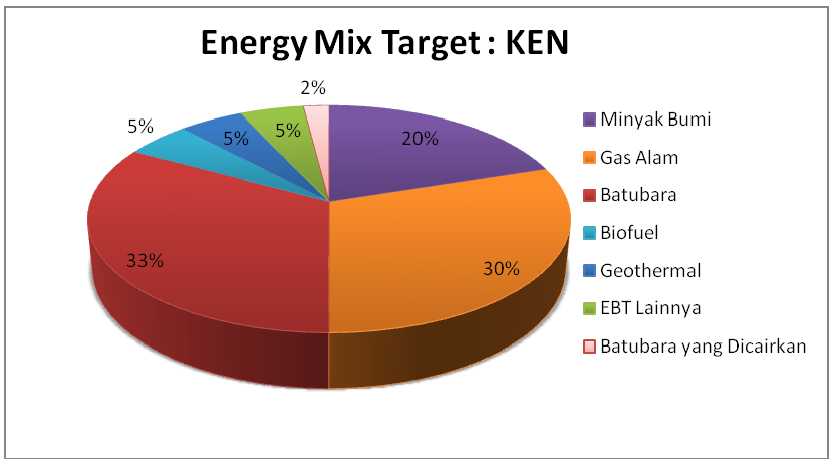 Energy Mix Target : KEN
2%
5%
5%
5%
20%
33%
30%
Minyak Bumi
Gas Alam
Batubara
Biofuel
Geothermal
EBT Lainnya
Batubara yang Dicairkan